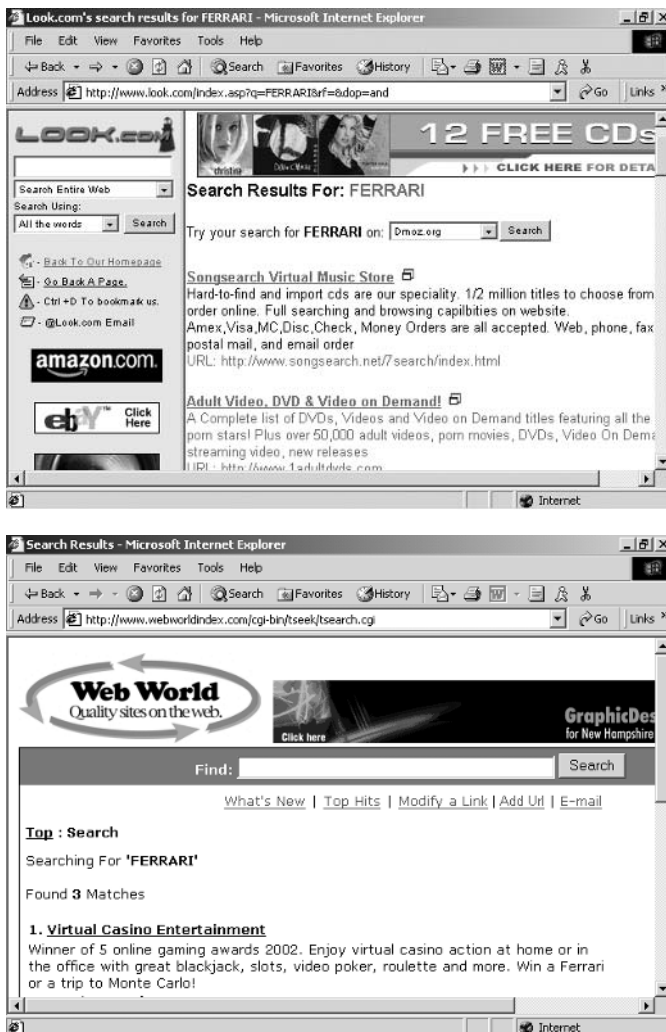 Look.com's search results for FERRARI - Microsoft Internet Explorer
File Edit View Favorites Tools Help
Back Search Favorites History
Address http://www.look.com/index.asp?q=FERRARI&rf=&dop=and Go Links
LOOK.com
Search Entire Web
Search Using:
All the words Search
- Back To Our Homepage
- Go Back A Page.
- Ctrl +D To bookmark us.
- @Look.com Email
amazon.com.
ebY™ Click Here
christina
12 FREE CDs
CLICK HERE FOR DETA
Search Results For: FERRARI
Try your search for FERRARI on: Dmoz.org Search
Songsearch Virtual Music Store
Hard-to-find and import cds are our speciality. 1/2 million titles to choose from
order online. Full searching and browsing capilbities on website.
Amex,Visa,MC,Disc,Check, Money Orders are all accepted. Web, phone, fax
postal mail, and email order
URL: http://www.songsearch.net/7search/index.html
Adult Video, DVD & Video on Demand!
A Complete list of DVDs, Videos and Video on Demand titles featuring all the
porn stars! Plus over 50,000 adult videos, porn movies, DVDs, Video On Dema
streaming video, new releases
URL: http://www.1adultdvds.com
Internet
Search Results - Microsoft Internet Explorer
File Edit View Favorites Tools Help
Back Search Favorites History
Address http://www.webworldindex.com/cgi-bin/tseek/tsearch.cgi Go Links
Web World
Quality sites on the web.
Click here
GraphicDes
for New Hampshire
Find: Search
What's New | Top Hits | Modify a Link | Add Url | E-mail
Top : Search
Searching For 'FERRARI'
Found 3 Matches
1. Virtual Casino Entertainment
Winner of 5 online gaming awards 2002. Enjoy virtual casino action at home or in
the office with great blackjack, slots, video poker, roulette and more. Win a Ferrari
or a trip to Monte Carlo!
Internet